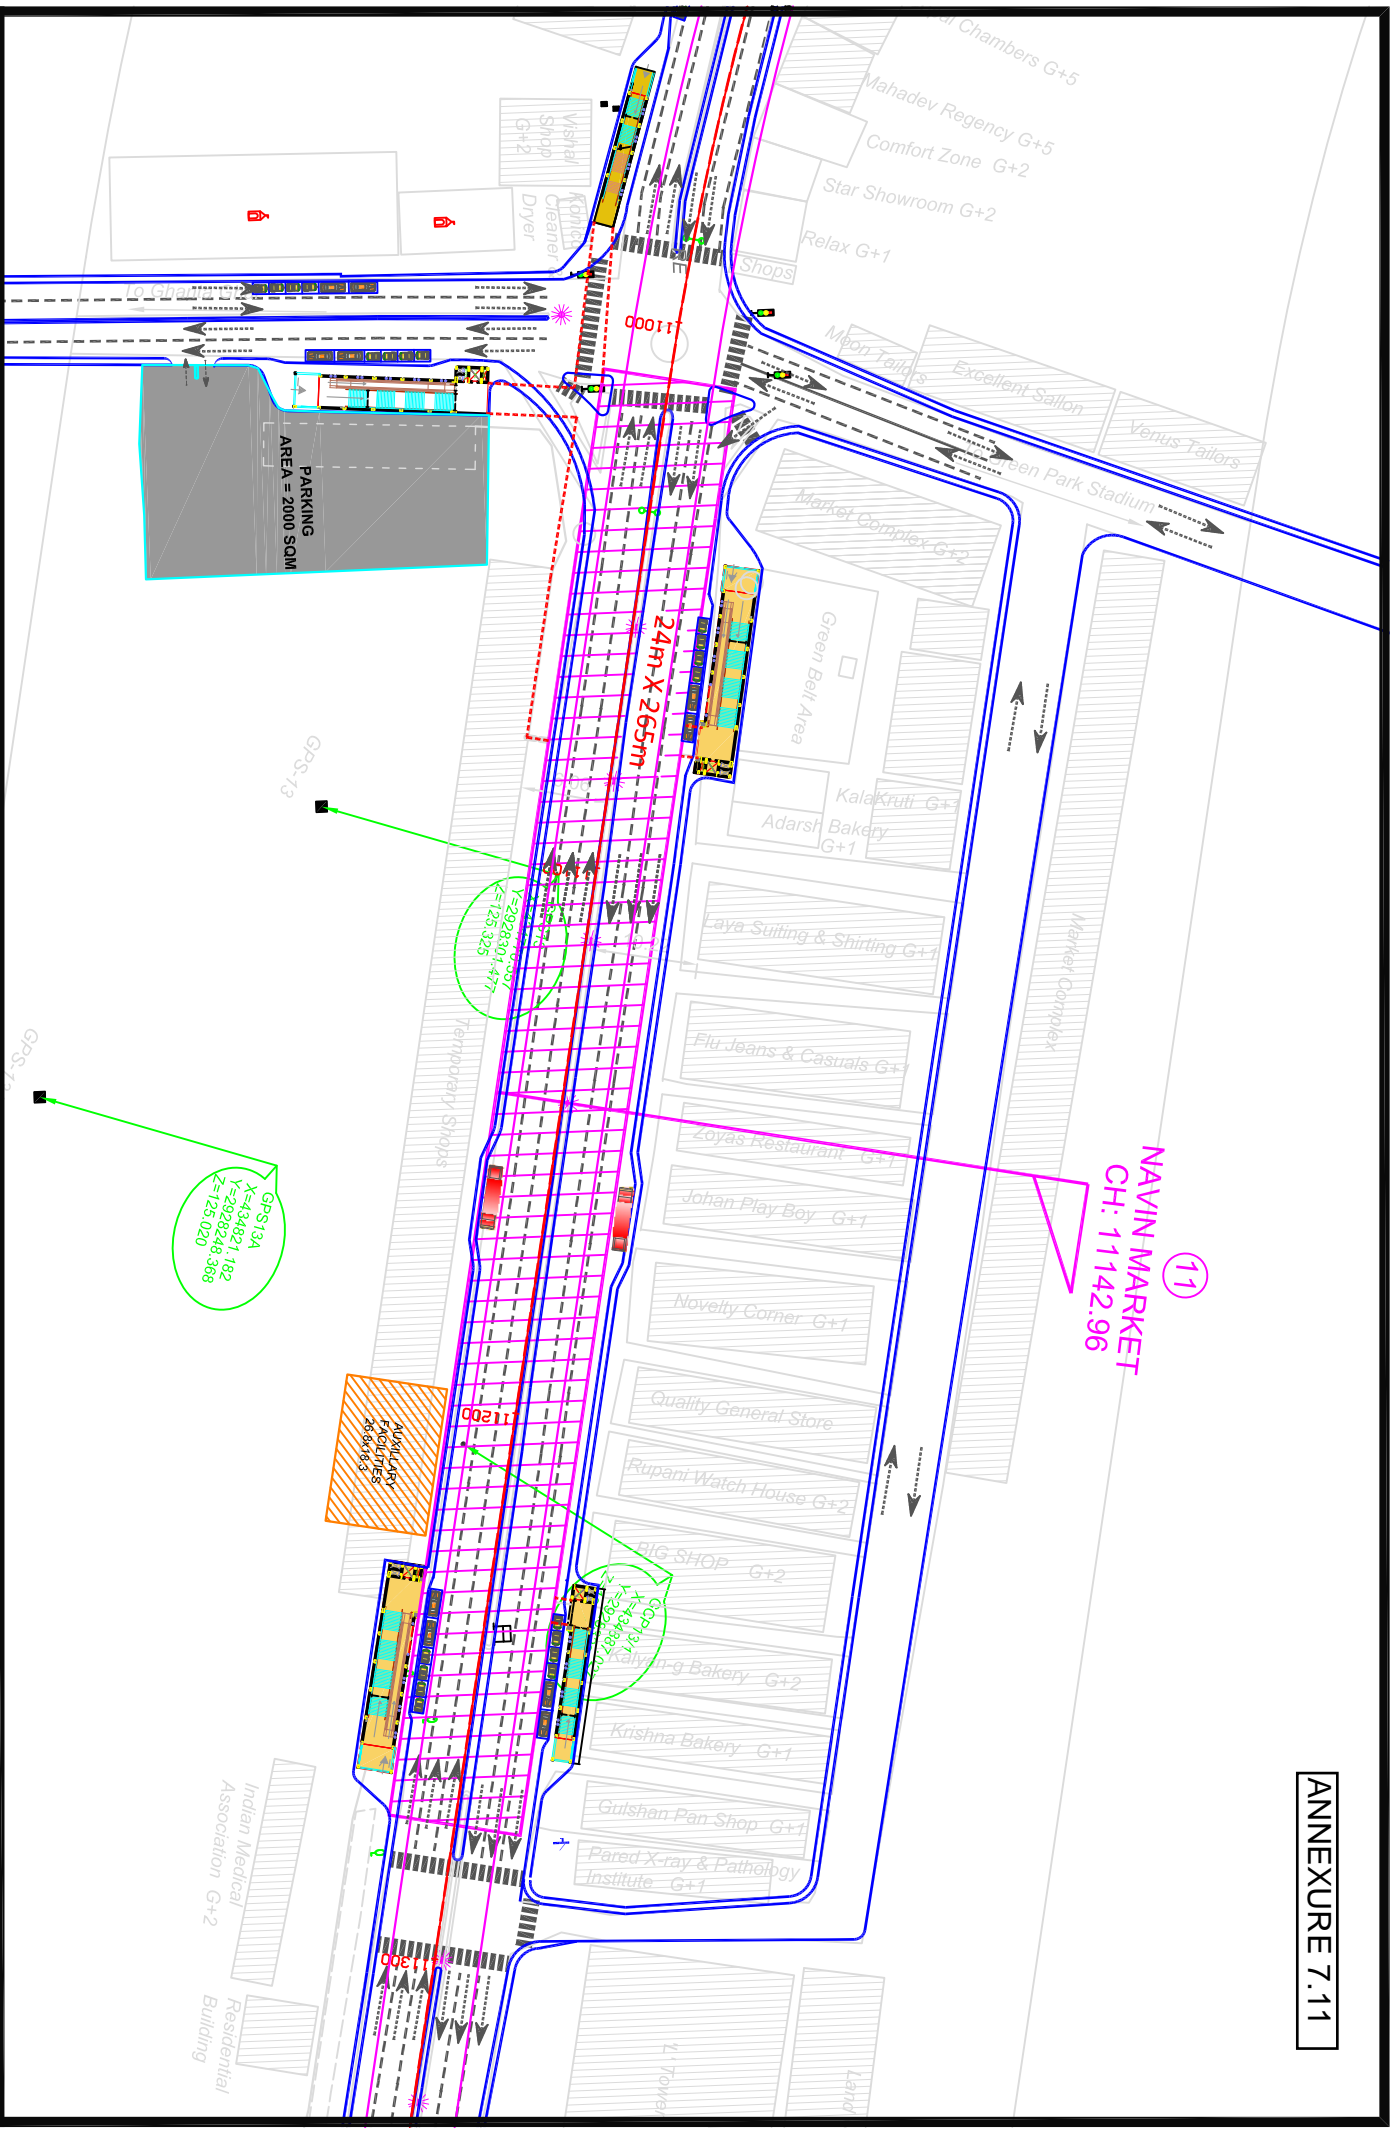 ANNEXURE 7.11
11
NAVIN MARKET
CH: 11142.96
24m X 265m
PARKING
AREA = 2000 SQM
AUXILLARY
FACILITIES
26.8x18.3
111000
111200
111300
Chambers G+5
Mahadev Regency G+5
Comfort Zone G+2
Star Showroom G+2
Relax G+1
Shops
Vishal
Shop
G+2
Cleaner
Dryer
Moon Tailors
Excellent Sallon
Venus Tailors
Green Park Stadium
Market Complex G+2
Green Belt Area
KalaKruti G+1
Adarsh Bakery
G+1
Laya Suiting & Shirting G+1
Flu Jeans & Casuals G+1
Zoyas Restaurant G+1
Johan Play Boy G+1
Novelty Corner G+1
Quality General Store
Rupani Watch House G+2
BIG SHOP G+2
Bakery G+2
Krishna Bakery G+1
Gulshan Pan Shop G+1
Pared X-ray & Pathology
Institute G+1
Market Complex
Temporary Shops
GPS-13
GPS13A
X=434821.182
Y=2928248.368
Z=125.020
Y=2928301.477
Z=125.325
GCP13/1
Indian Medical
Association G+2
Residential
Building
Land